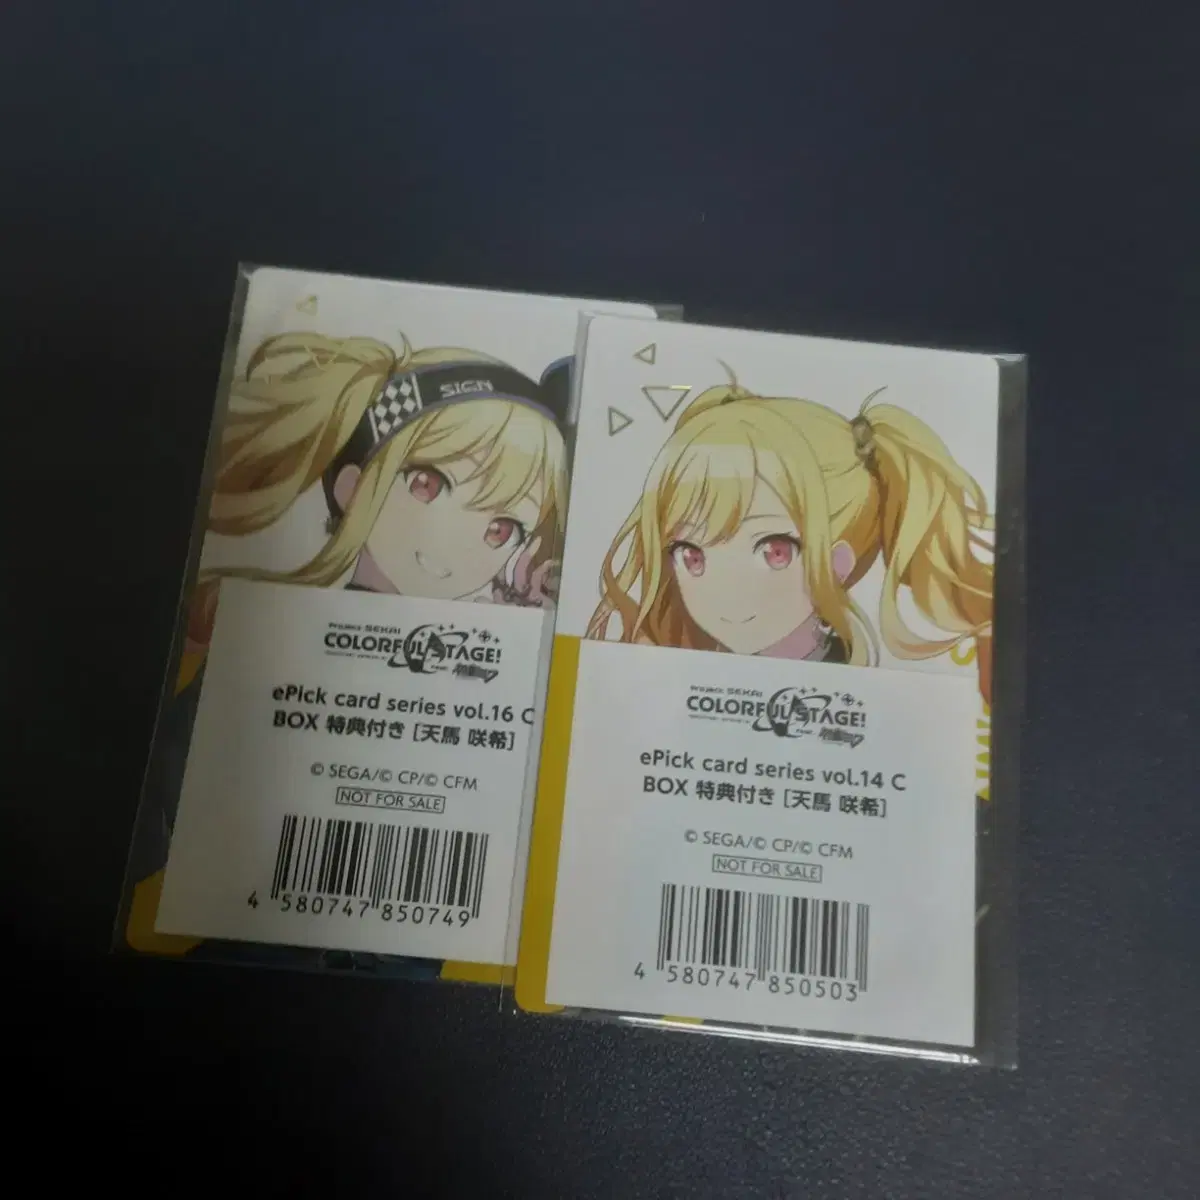 SIGN
Project SEKAI
COLORFUL STAGE!
ePick card series vol.16 C
BOX 特典付き [天馬 咲希]
© SEGA/© CP/© CFM
NOT FOR SALE
4 580747 850749
Project SEKAI
COLORFUL STAGE!
feat.
ePick card series vol.14 C
BOX 特典付き [天馬 咲希]
© SEGA/© CP/© CFM
NOT FOR SALE
4 580747 850503